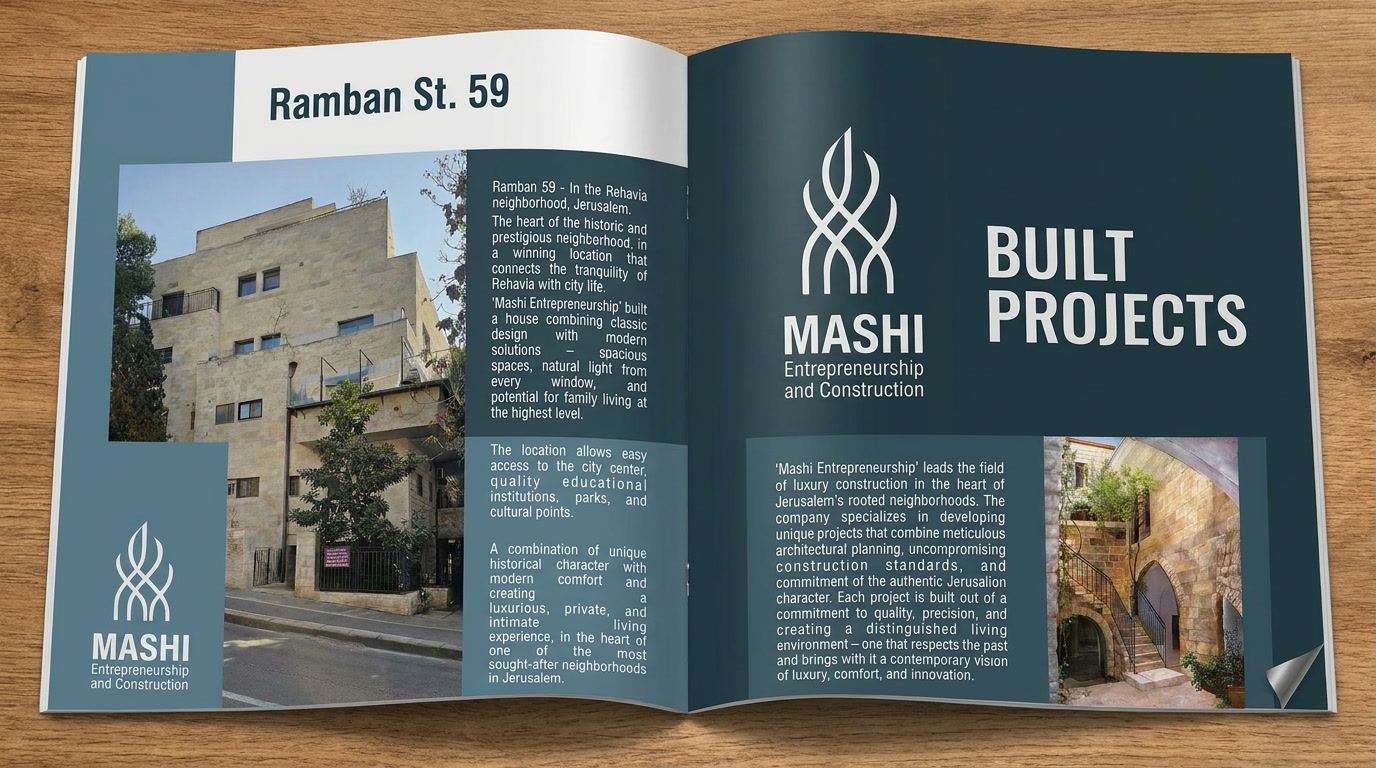 Ramban St. 59
Ramban 59 - In the Rehavia
neighborhood, Jerusalem.
The heart of the historic and
prestigious neighberhood, in
a winning location that
connects the tranquility of
Rehavia with city life.
'Mashi Entrepreneurship' built
a house combining classic
design with modern
solutions – spacious
spaces, natural light from
every window, and
potential for family living at
the highest level.
The location allows easy
access to the city center,
quality educational
institutions, parks, and
cultural points.
A combination of unique
historical character with
modern comfort and
creating a
luxurious, private, and
intimate living
experience, in the heart of
one of the most
sought-after neighborhoods
in Jerusalem.
MASHI
Entrepreneurship
and Construction
MASHI
Entrepreneurship
and Construction
BUILT
PROJECTS
'Mashi Entrepreneurship' leads the field
of luxury construction in the heart of
Jerusalem's rooted neighborhoods. The
company specializes in developing
unique projects that combine meticulous
architectural planning, uncompromising
construction standards, and
commitment of the authentic Jerusalion
character. Each project is built out of a
commitment to quality, precision, and
creating a distinguished living
environment – one that respects the past
and brings with it a contemporary vision
of luxury, comfort, and innovation.